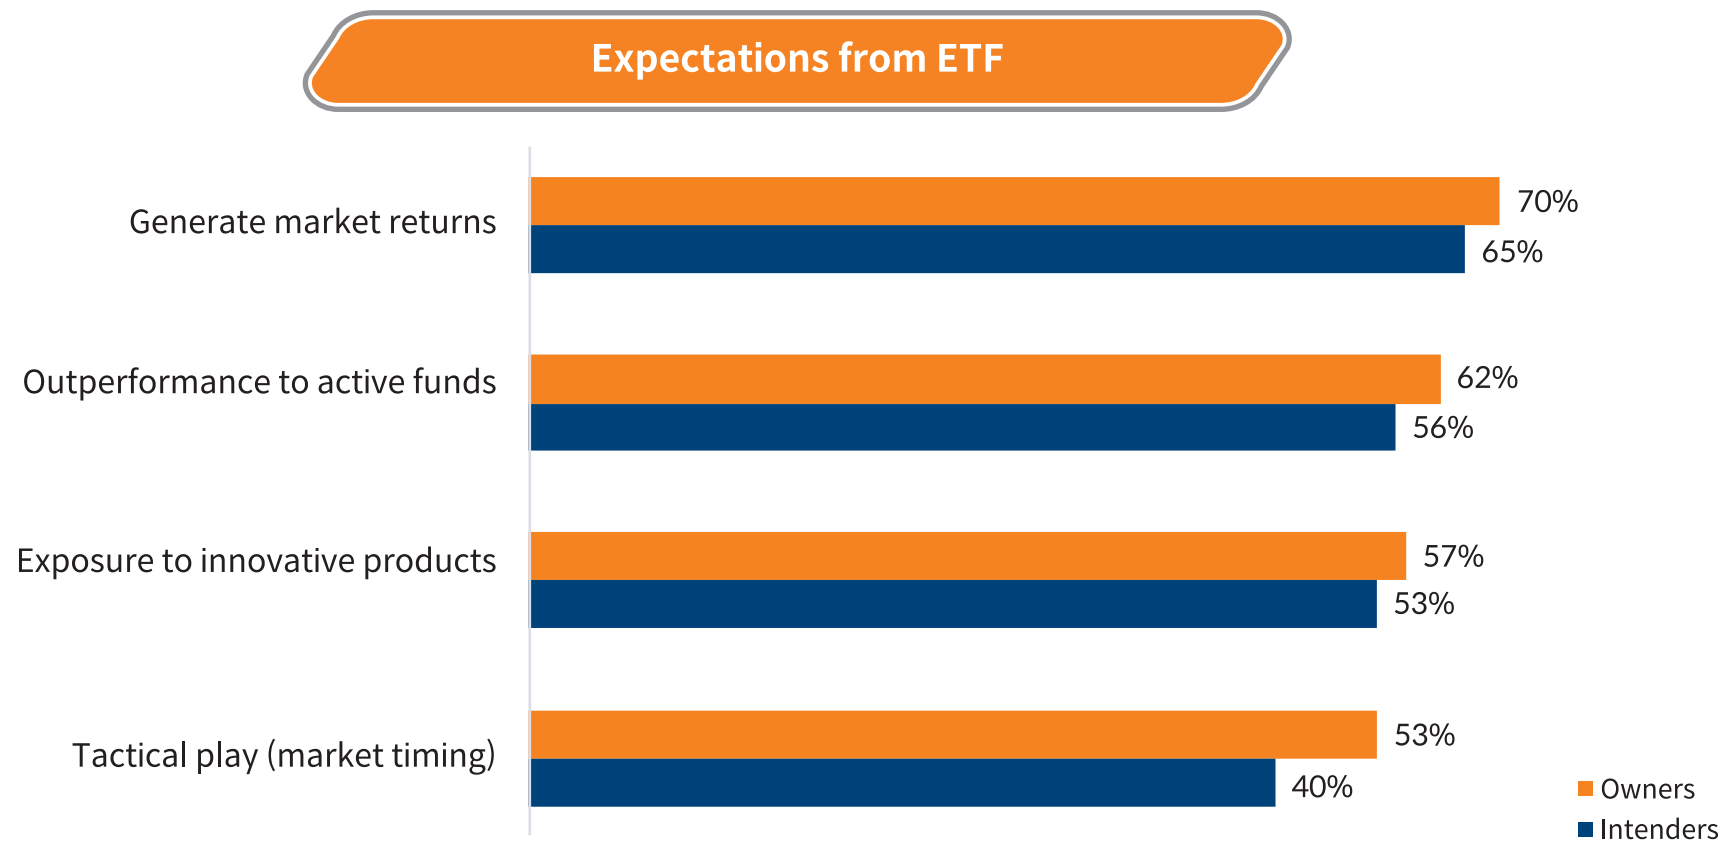 Expectations from ETF
Generate market returns
70%
65%
Outperformance to active funds
62%
56%
Exposure to innovative products
57%
53%
Tactical play (market timing)
53%
40%
Owners
Intenders